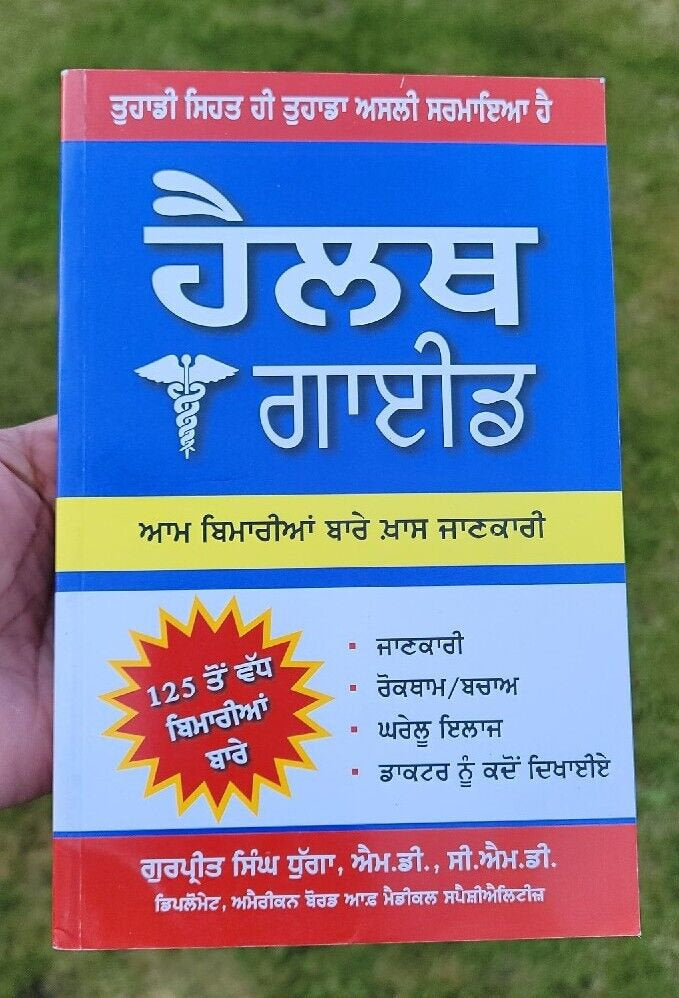 ਤੁਹਾਡੀ ਸਿਹਤ ਹੀ ਤੁਹਾਡਾ ਅਸਲੀ ਸਰਮਾਇਆ ਹੈ
ਹੈਲਥ
ਗਾਈਡ
ਆਮ ਬਿਮਾਰੀਆਂ ਬਾਰੇ ਖ਼ਾਸ ਜਾਣਕਾਰੀ
125 ਤੋਂ ਵੱਧ
ਬਿਮਾਰੀਆਂ
ਬਾਰੇ
▪ ਜਾਣਕਾਰੀ
▪ ਰੋਕਥਾਮ/ਬਚਾਅ
▪ ਘਰੇਲੂ ਇਲਾਜ
▪ ਡਾਕਟਰ ਨੂੰ ਕਦੋਂ ਦਿਖਾਈਏ
ਗੁਰਪ੍ਰੀਤ ਸਿੰਘ ਧੁੱਗਾ, ਐਮ.ਡੀ., ਸੀ.ਐਮ.ਡੀ.
ਡਿਪਲੋਮੇਟ, ਅਮੈਰੀਕਨ ਬੋਰਡ ਆਫ਼ ਮੈਡੀਕਲ ਸਪੈਸ਼ੀਐਲਿਟੀਜ਼